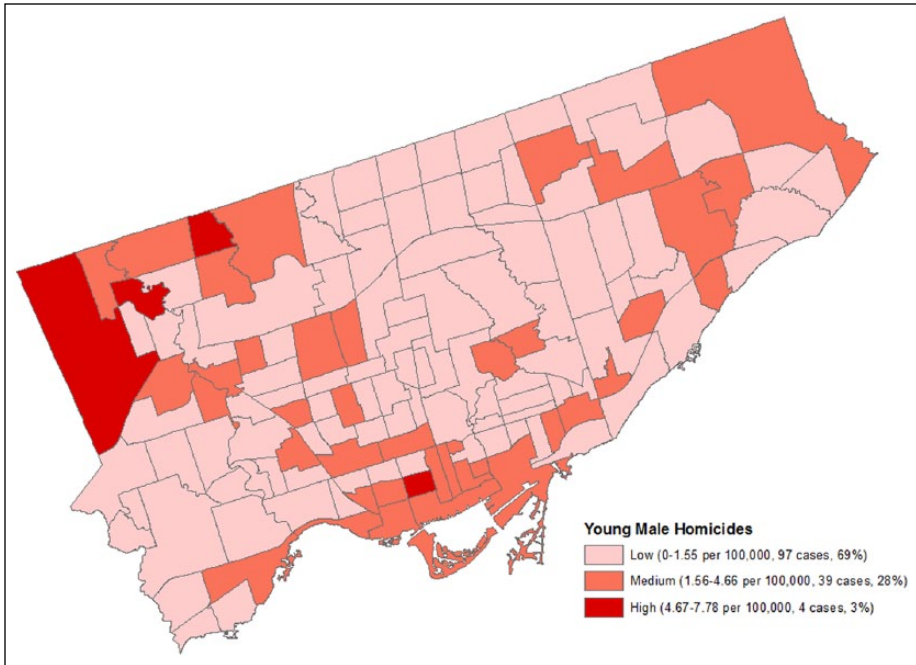 Young Male Homicides
Low (0-1.55 per 100,000, 97 cases, 69%)
Medium (1.56-4.66 per 100,000, 39 cases, 28%)
High (4.67-7.78 per 100,000, 4 cases, 3%)